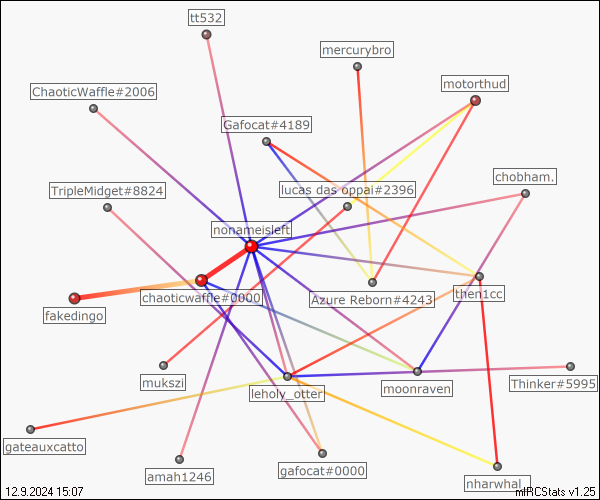 tt532
mercurybro
motorthud
ChaoticWaffle#2006
Gafocat#4189
chobham.
TripleMidget#8824
lucas das oppai#2396
nonameisleft
chaoticwaffle#0000
Azure Reborn#4243
then1cc
fakedingo
mukszi
leholy_otter
moonraven
Thinker#5995
gateauxcatto
amah1246
gafocat#0000
nharwhal_
12.9.2024 15:07
mIRCStats v1.25